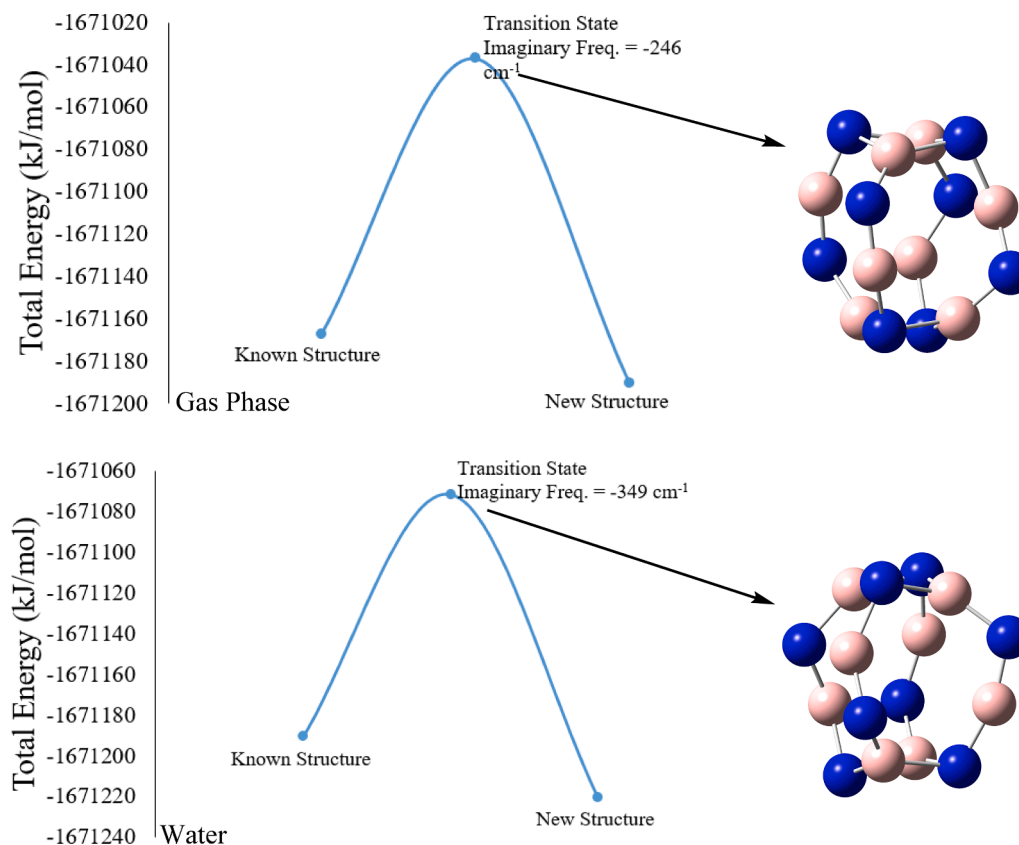 Total Energy (kJ/mol)
-1671020
-1671040
-1671060
-1671080
-1671100
-1671120
-1671140
-1671160
-1671180
-1671200
Transition State
Imaginary Freq. = -246
cm-1
Known Structure
New Structure
Gas Phase
Total Energy (kJ/mol)
-1671060
-1671080
-1671100
-1671120
-1671140
-1671160
-1671180
-1671200
-1671220
-1671240
Transition State
Imaginary Freq. = -349 cm-1
Known Structure
New Structure
Water